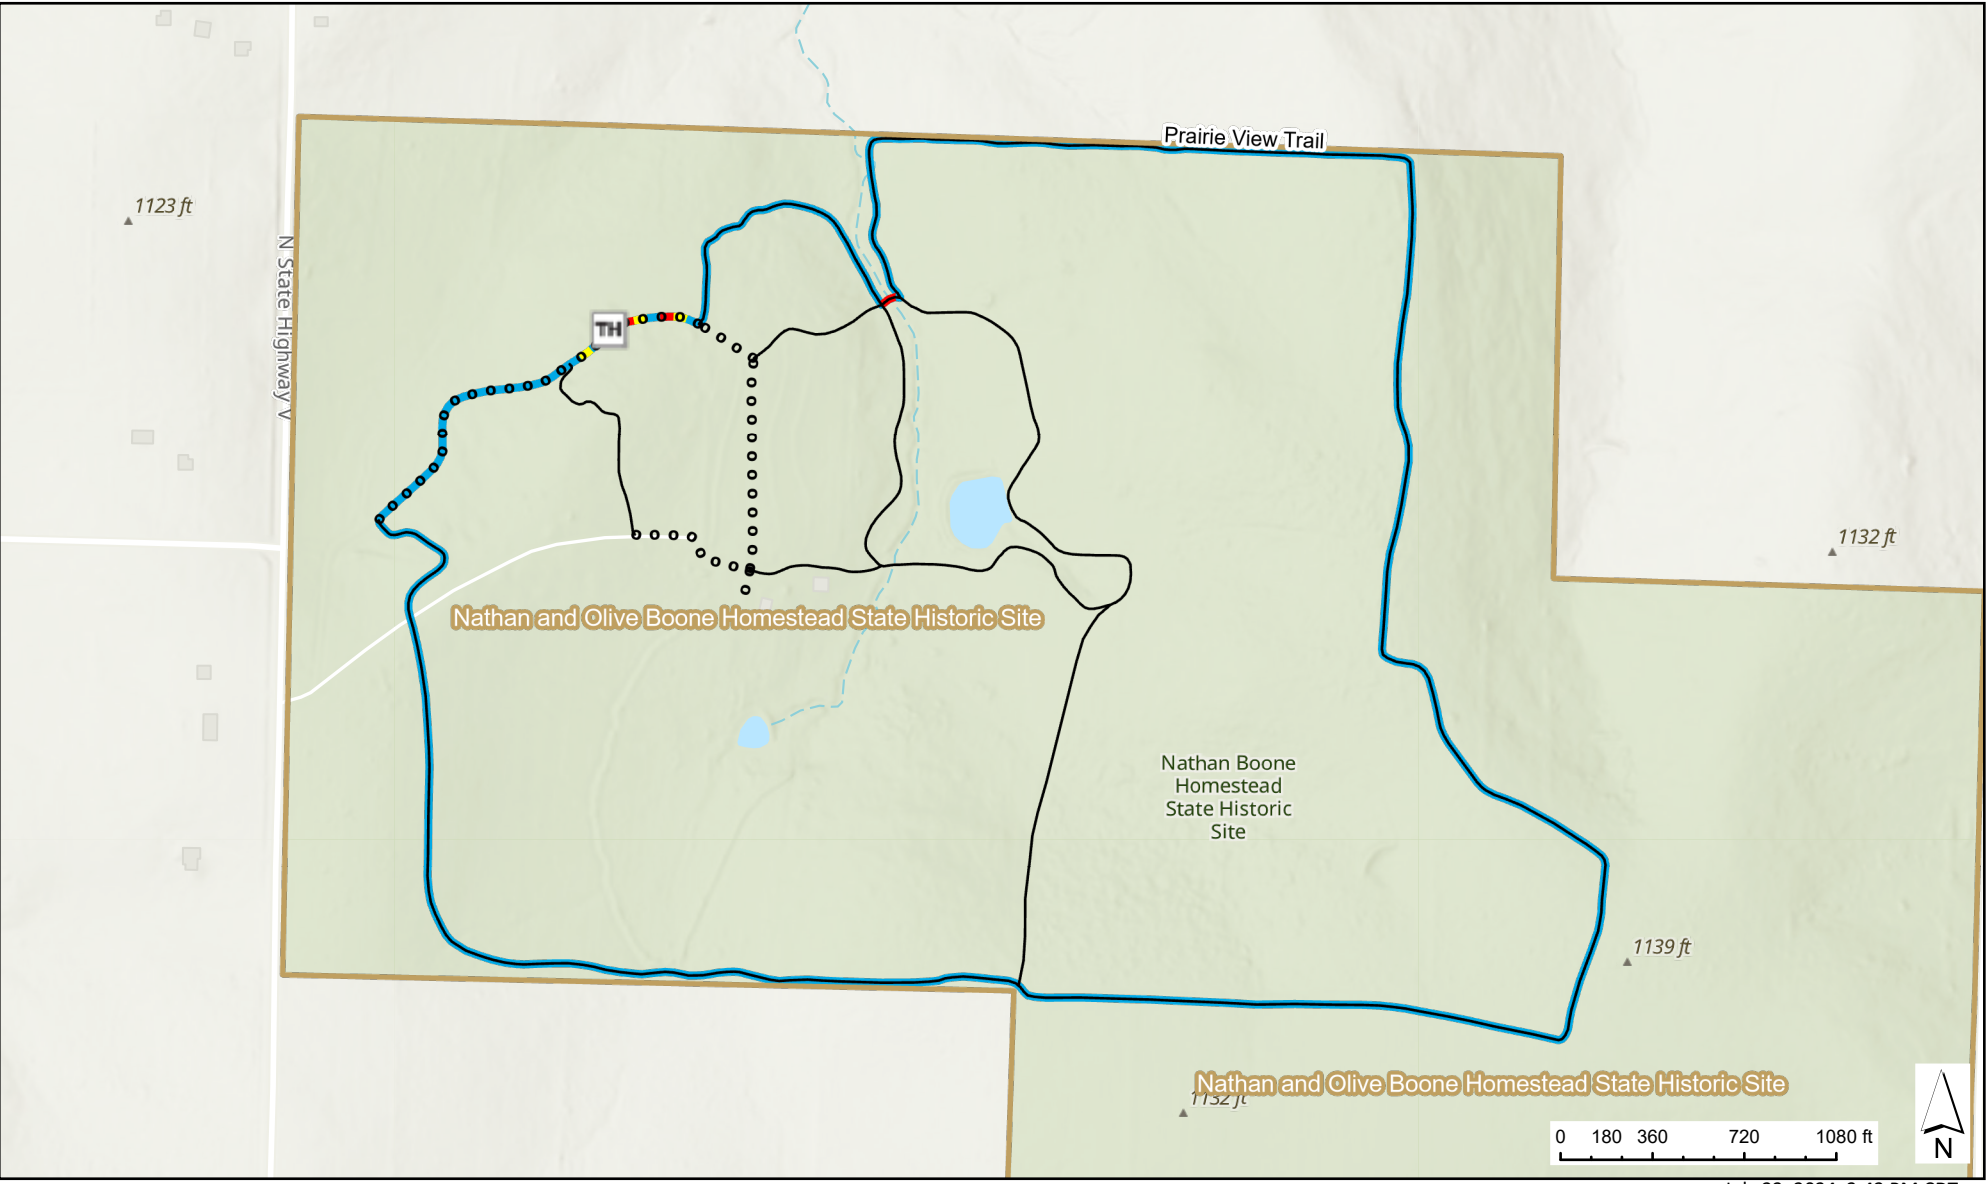 Prairie View Trail
1123 ft
N State Highway V
TH
1132 ft
Nathan and Olive Boone Homestead State Historic Site
Nathan Boone
Homestead
State Historic
Site
1139 ft
Nathan and Olive Boone Homestead State Historic Site
1132 ft
0 180 360 720 1080 ft
N